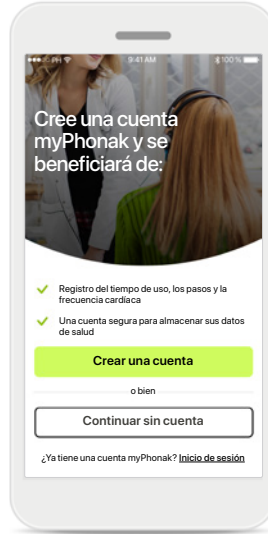 PH 9:41 AM 100%
Cree una cuenta
myPhonak y se
beneficiará de:
Registro del tiempo de uso, los pasos y la
frecuencia cardíaca
Una cuenta segura para almacenar sus datos
de salud
Crear una cuenta
o bien
Continuar sin cuenta
¿Ya tiene una cuenta myPhonak? Inicio de sesión